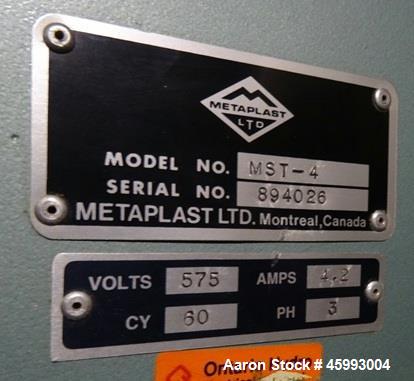 METAPLAST
LTD
MODEL NO. MST-4
SERIAL NO. 894026
METAPLAST LTD. Montreal, Canada
VOLTS 575 AMPS 4.2
CY 60 PH 3
Aaron Stock # 45993004